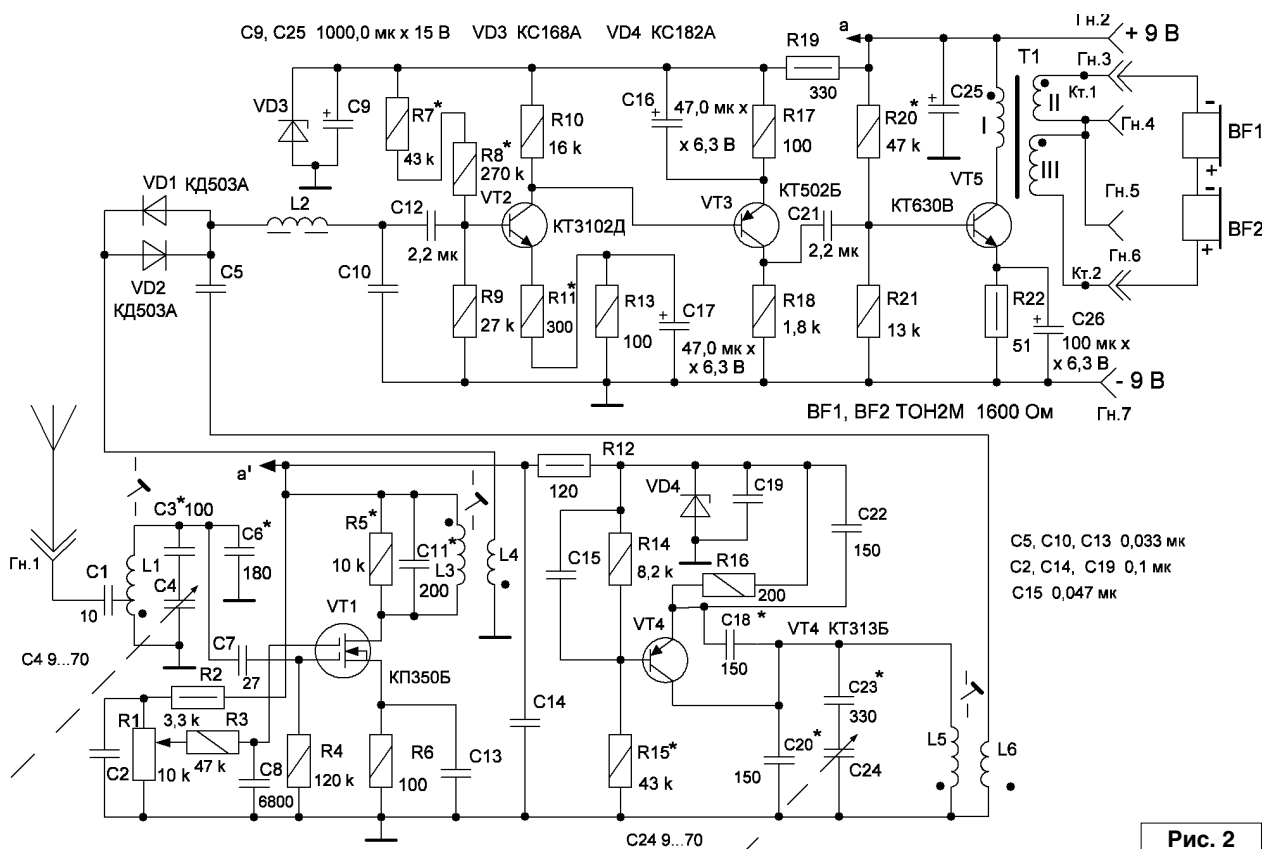 C9, C25 1000,0 мк x 15 В VD3 КС168А VD4 КС182А
a
Гн.2
+ 9 В
VD3
C9
R7*
43 k
R8*
270 k
R10
16 k
C16
47,0 мк x
x 6,3 В
R17
100
R19
330
R20*
47 k
C25
I
T1
II
III
Гн.3
Кт.1
Гн.4
Гн.5
Гн.6
Кт.2
-
BF1
+
-
BF2
+
VD1 КД503А
VD2
КД503А
L2
C5
C10
C12
2,2 мк
VT2
КТ3102Д
R9
27 k
R11*
300
R13
100
C17
47,0 мк x
x 6,3 В
VT3
КТ502Б
C21
2,2 мк
R18
1,8 k
R21
13 k
КТ630В
VT5
R22
51
C26
100 мк x
x 6,3 В
- 9 В
Гн.7
BF1, BF2 ТОН2М 1600 Ом
a'
Гн.1
C1
10
L1
C3*100
C4
C6*
180
C4 9...70
C7
27
R5*
10 k
C11*
200
L3
L4
VT1
КП350Б
R2
3,3 k
R1
10 k
R3
47 k
C2
C8
6800
R4
120 k
R6
100
C13
C14
R12
120
C15
R14
8,2 k
VD4
C19
R16
200
C22
150
VT4
C18*
150
VT4 КТ313Б
R15*
43 k
C20*
150
C23*
330
C24
C24 9...70
L5
L6
C5, C10, C13 0,033 мк
C2, C14, C19 0,1 мк
C15 0,047 мк
Рис. 2